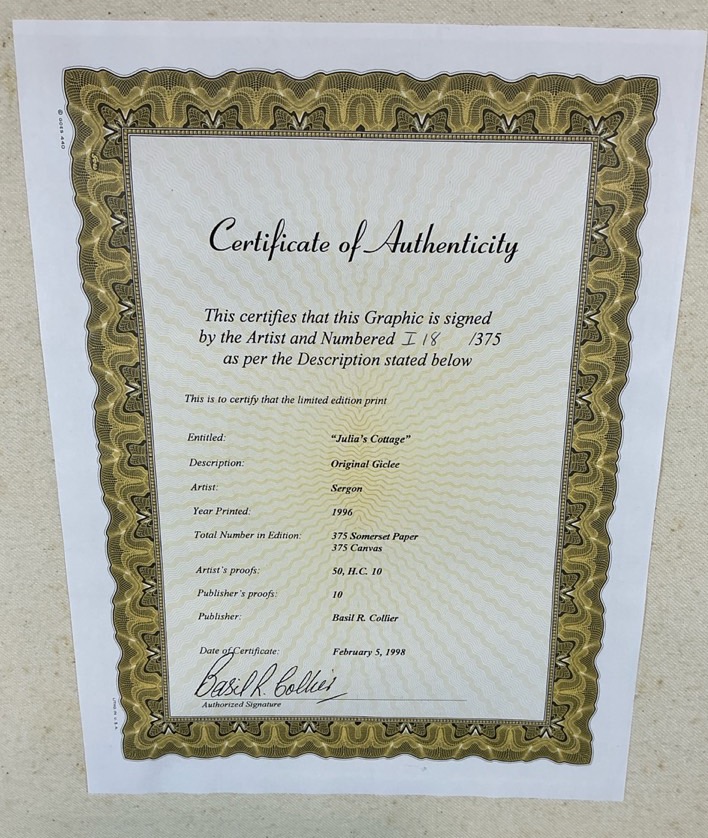 Certificate of Authenticity
This certifies that this Graphic is signed
by the Artist and Numbered I 18 /375
as per the Description stated below
This is to certify that the limited edition print
Entitled: "Julia's Cottage"
Description: Original Giclee
Artist: Sergon
Year Printed: 1996
Total Number in Edition: 375 Somerset Paper
375 Canvas
Artist's proofs: 50, H.C. 10
Publisher's proofs: 10
Publisher: Basil R. Collier
Date of Certificate: February 5, 1998
Basil R. Collier
Authorized Signature